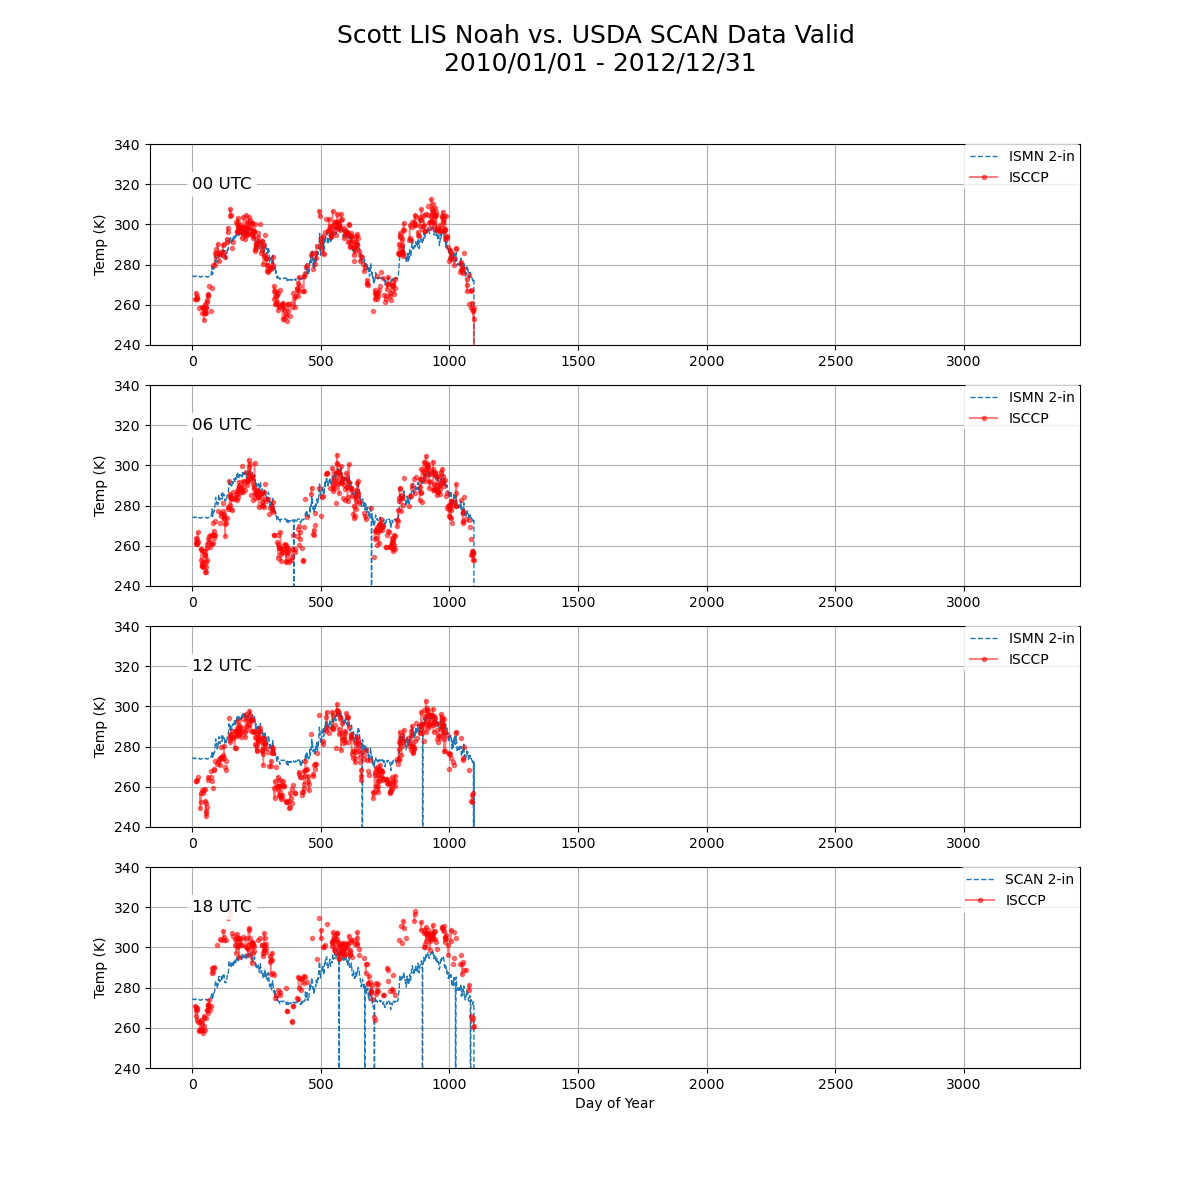 Scott LIS Noah vs. USDA SCAN Data Valid
2010/01/01 - 2012/12/31
340
320
300
280
260
240
Temp (K)
00 UTC
ISMN 2-in
ISCCP
0 500 1000 1500 2000 2500 3000
340
320
300
280
260
240
Temp (K)
06 UTC
ISMN 2-in
ISCCP
0 500 1000 1500 2000 2500 3000
340
320
300
280
260
240
Temp (K)
12 UTC
ISMN 2-in
ISCCP
0 500 1000 1500 2000 2500 3000
340
320
300
280
260
240
Temp (K)
18 UTC
SCAN 2-in
ISCCP
0 500 1000 1500 2000 2500 3000
Day of Year